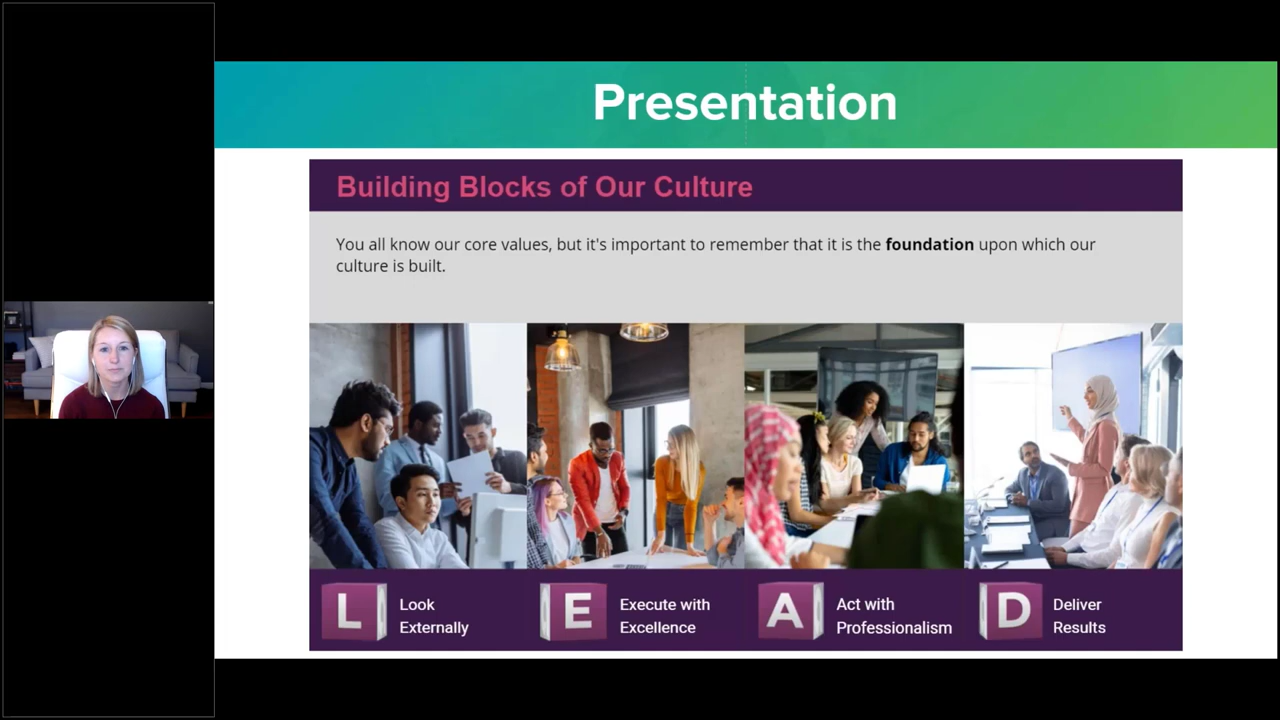 Presentation
Building Blocks of Our Culture
You all know our core values, but it's important to remember that it is the foundation upon which our
culture is built.
L
Look
Externally
E
Execute with
Excellence
A
Act with
Professionalism
D
Deliver
Results